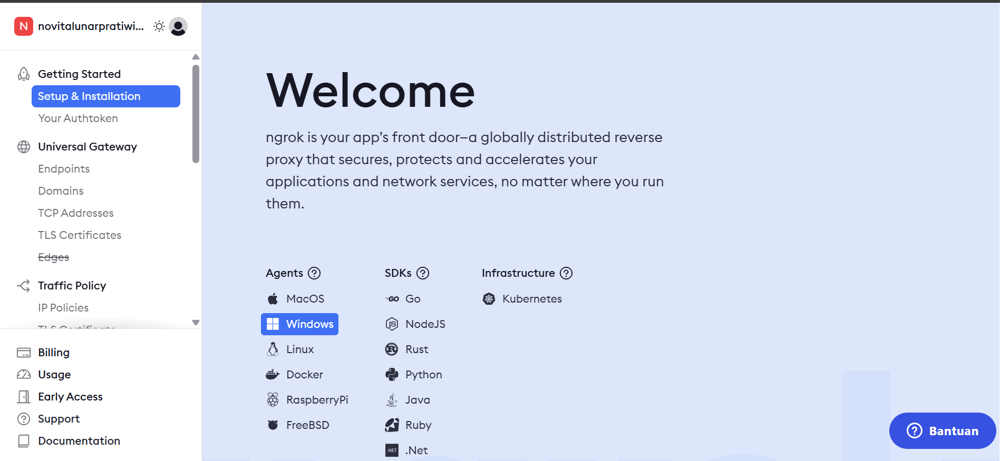 N novitalunarpratiwi...
Getting Started
Setup & Installation
Your Authtoken
Universal Gateway
Endpoints
Domains
TCP Addresses
TLS Certificates
Edges
Traffic Policy
IP Policies
TLS Certificate
Billing
Usage
Early Access
Support
Documentation
Welcome
ngrok is your app’s front door—a globally distributed reverse
proxy that secures, protects and accelerates your
applications and network services, no matter where you run
them.
Agents ?
MacOS
Windows
Linux
Docker
RaspberryPi
FreeBSD
SDKs ?
GO Go
JS NodeJS
R Rust
Python
Java
Ruby
.NET .Net
Infrastructure ?
Kubernetes
? Bantuan